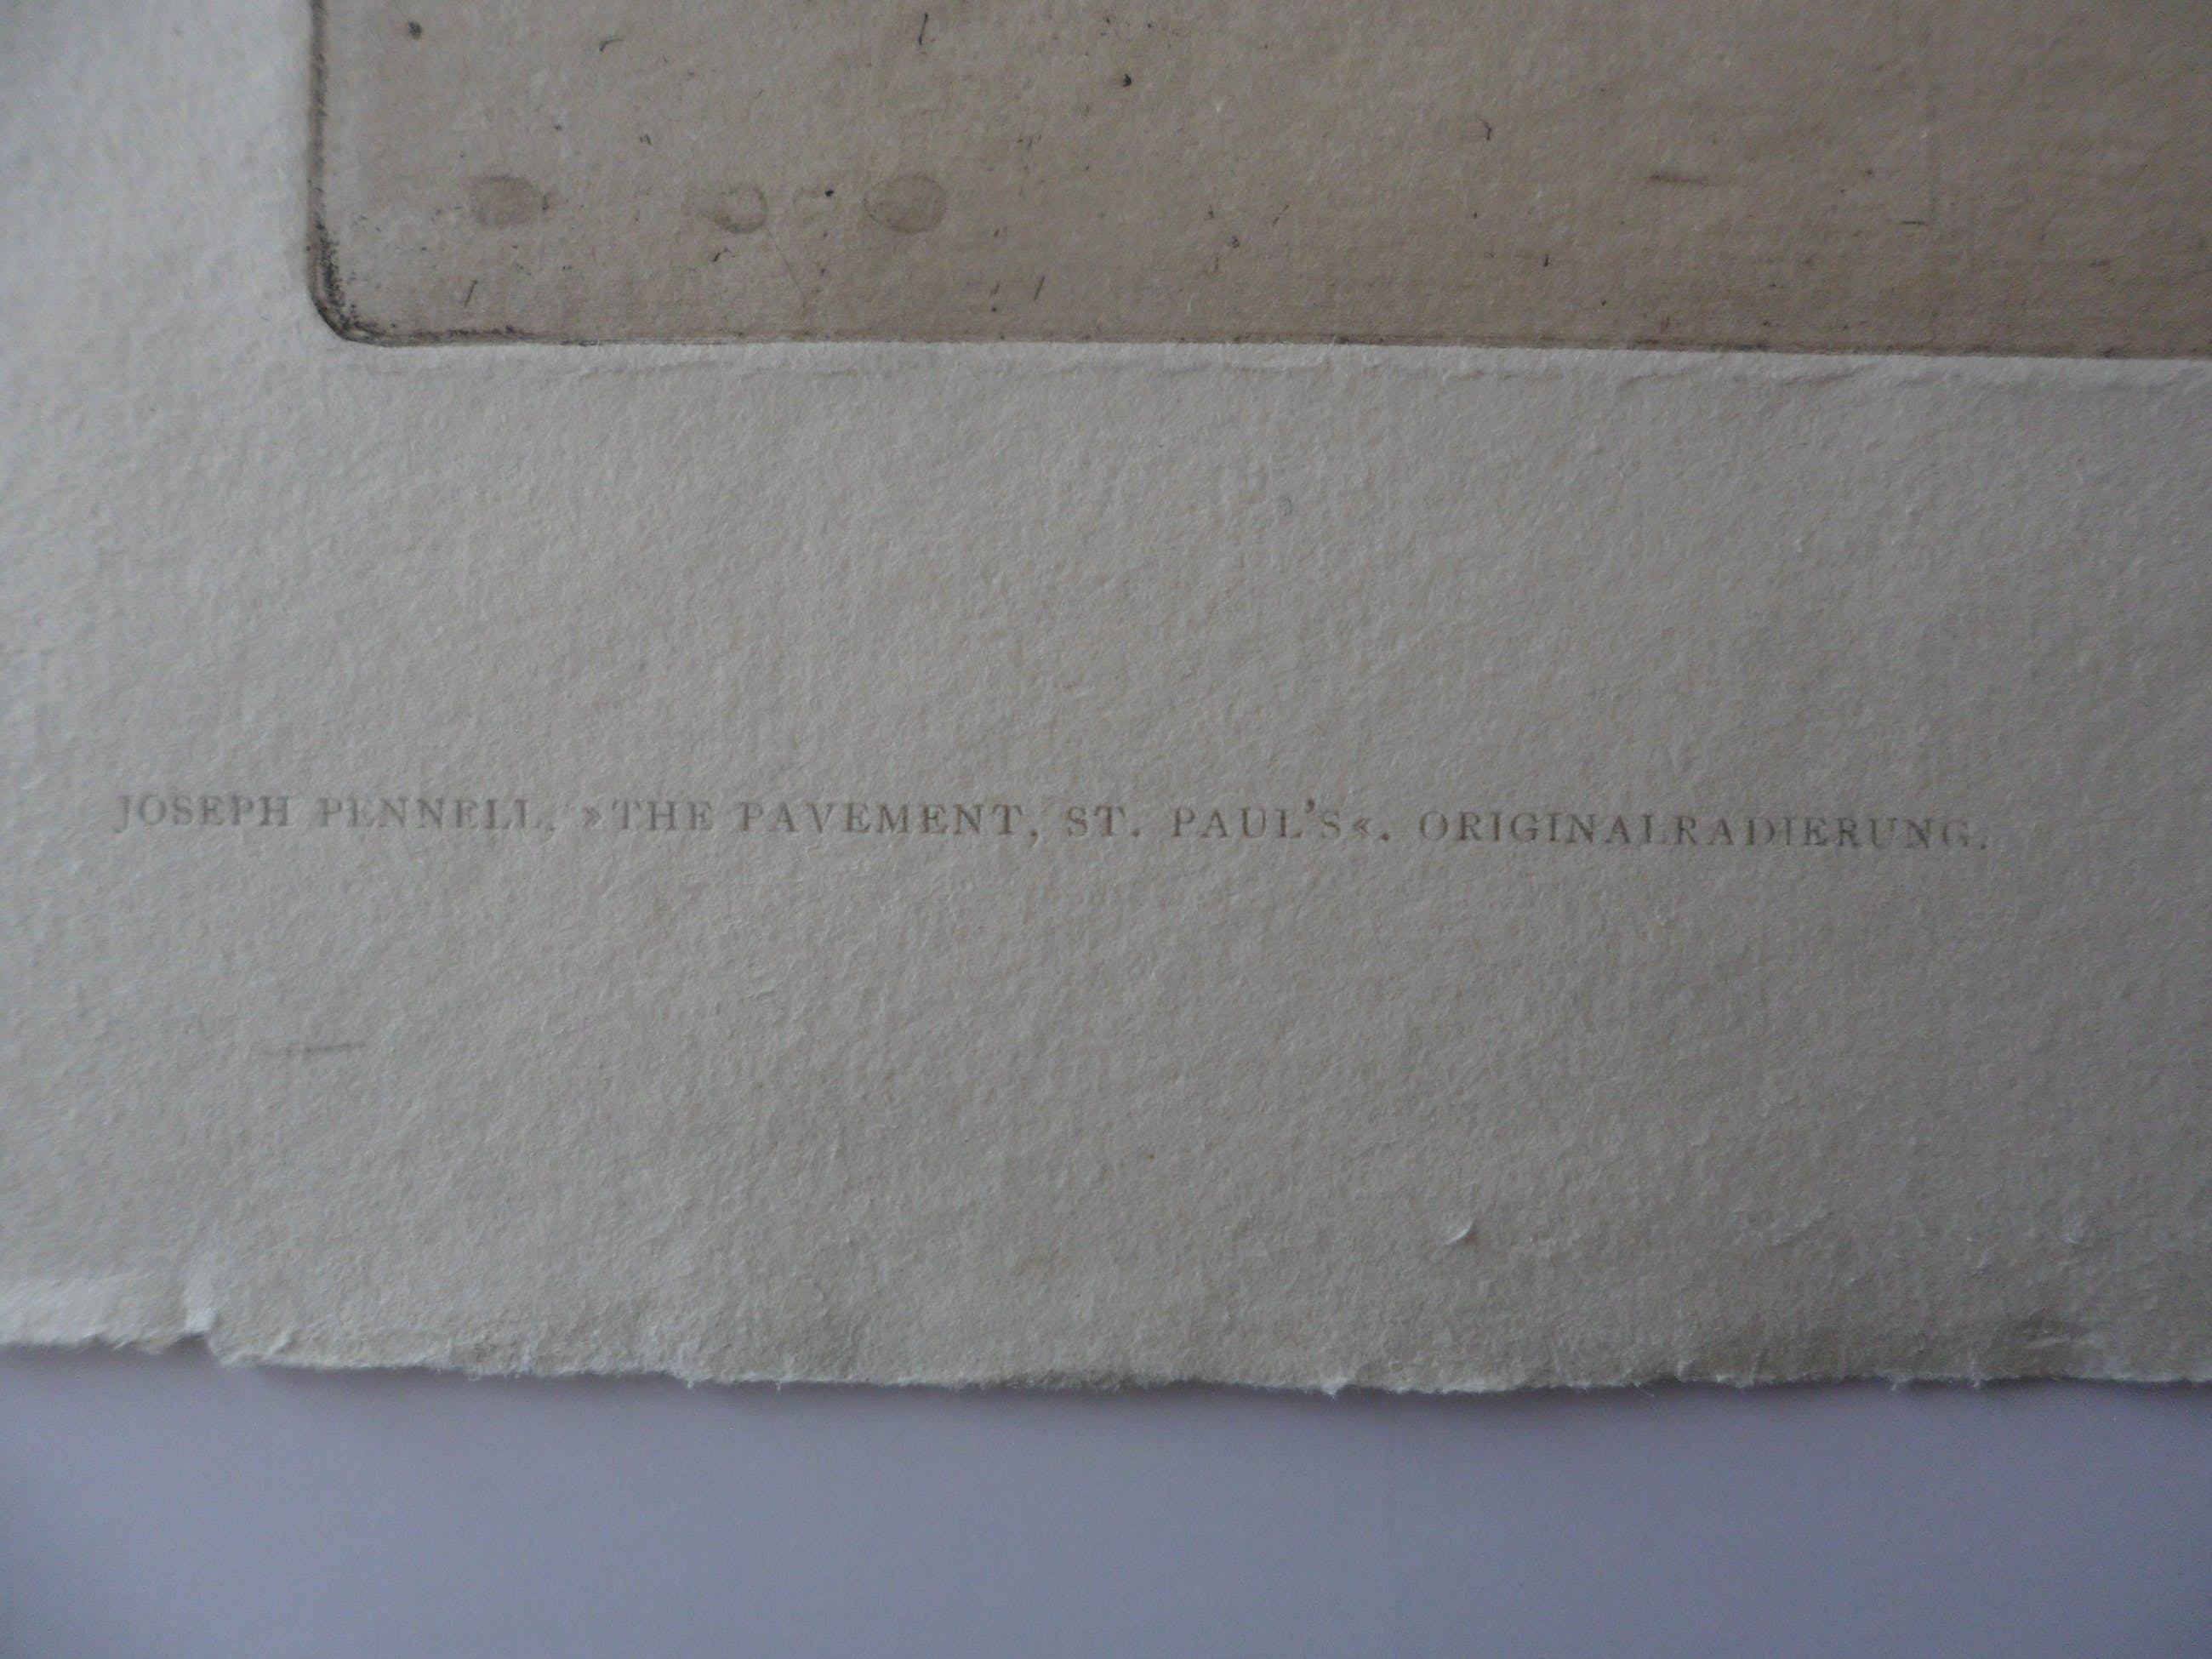 JOSEPH PENNELL, »THE PAVEMENT, ST. PAUL'S«. ORIGINALRADIERUNG.